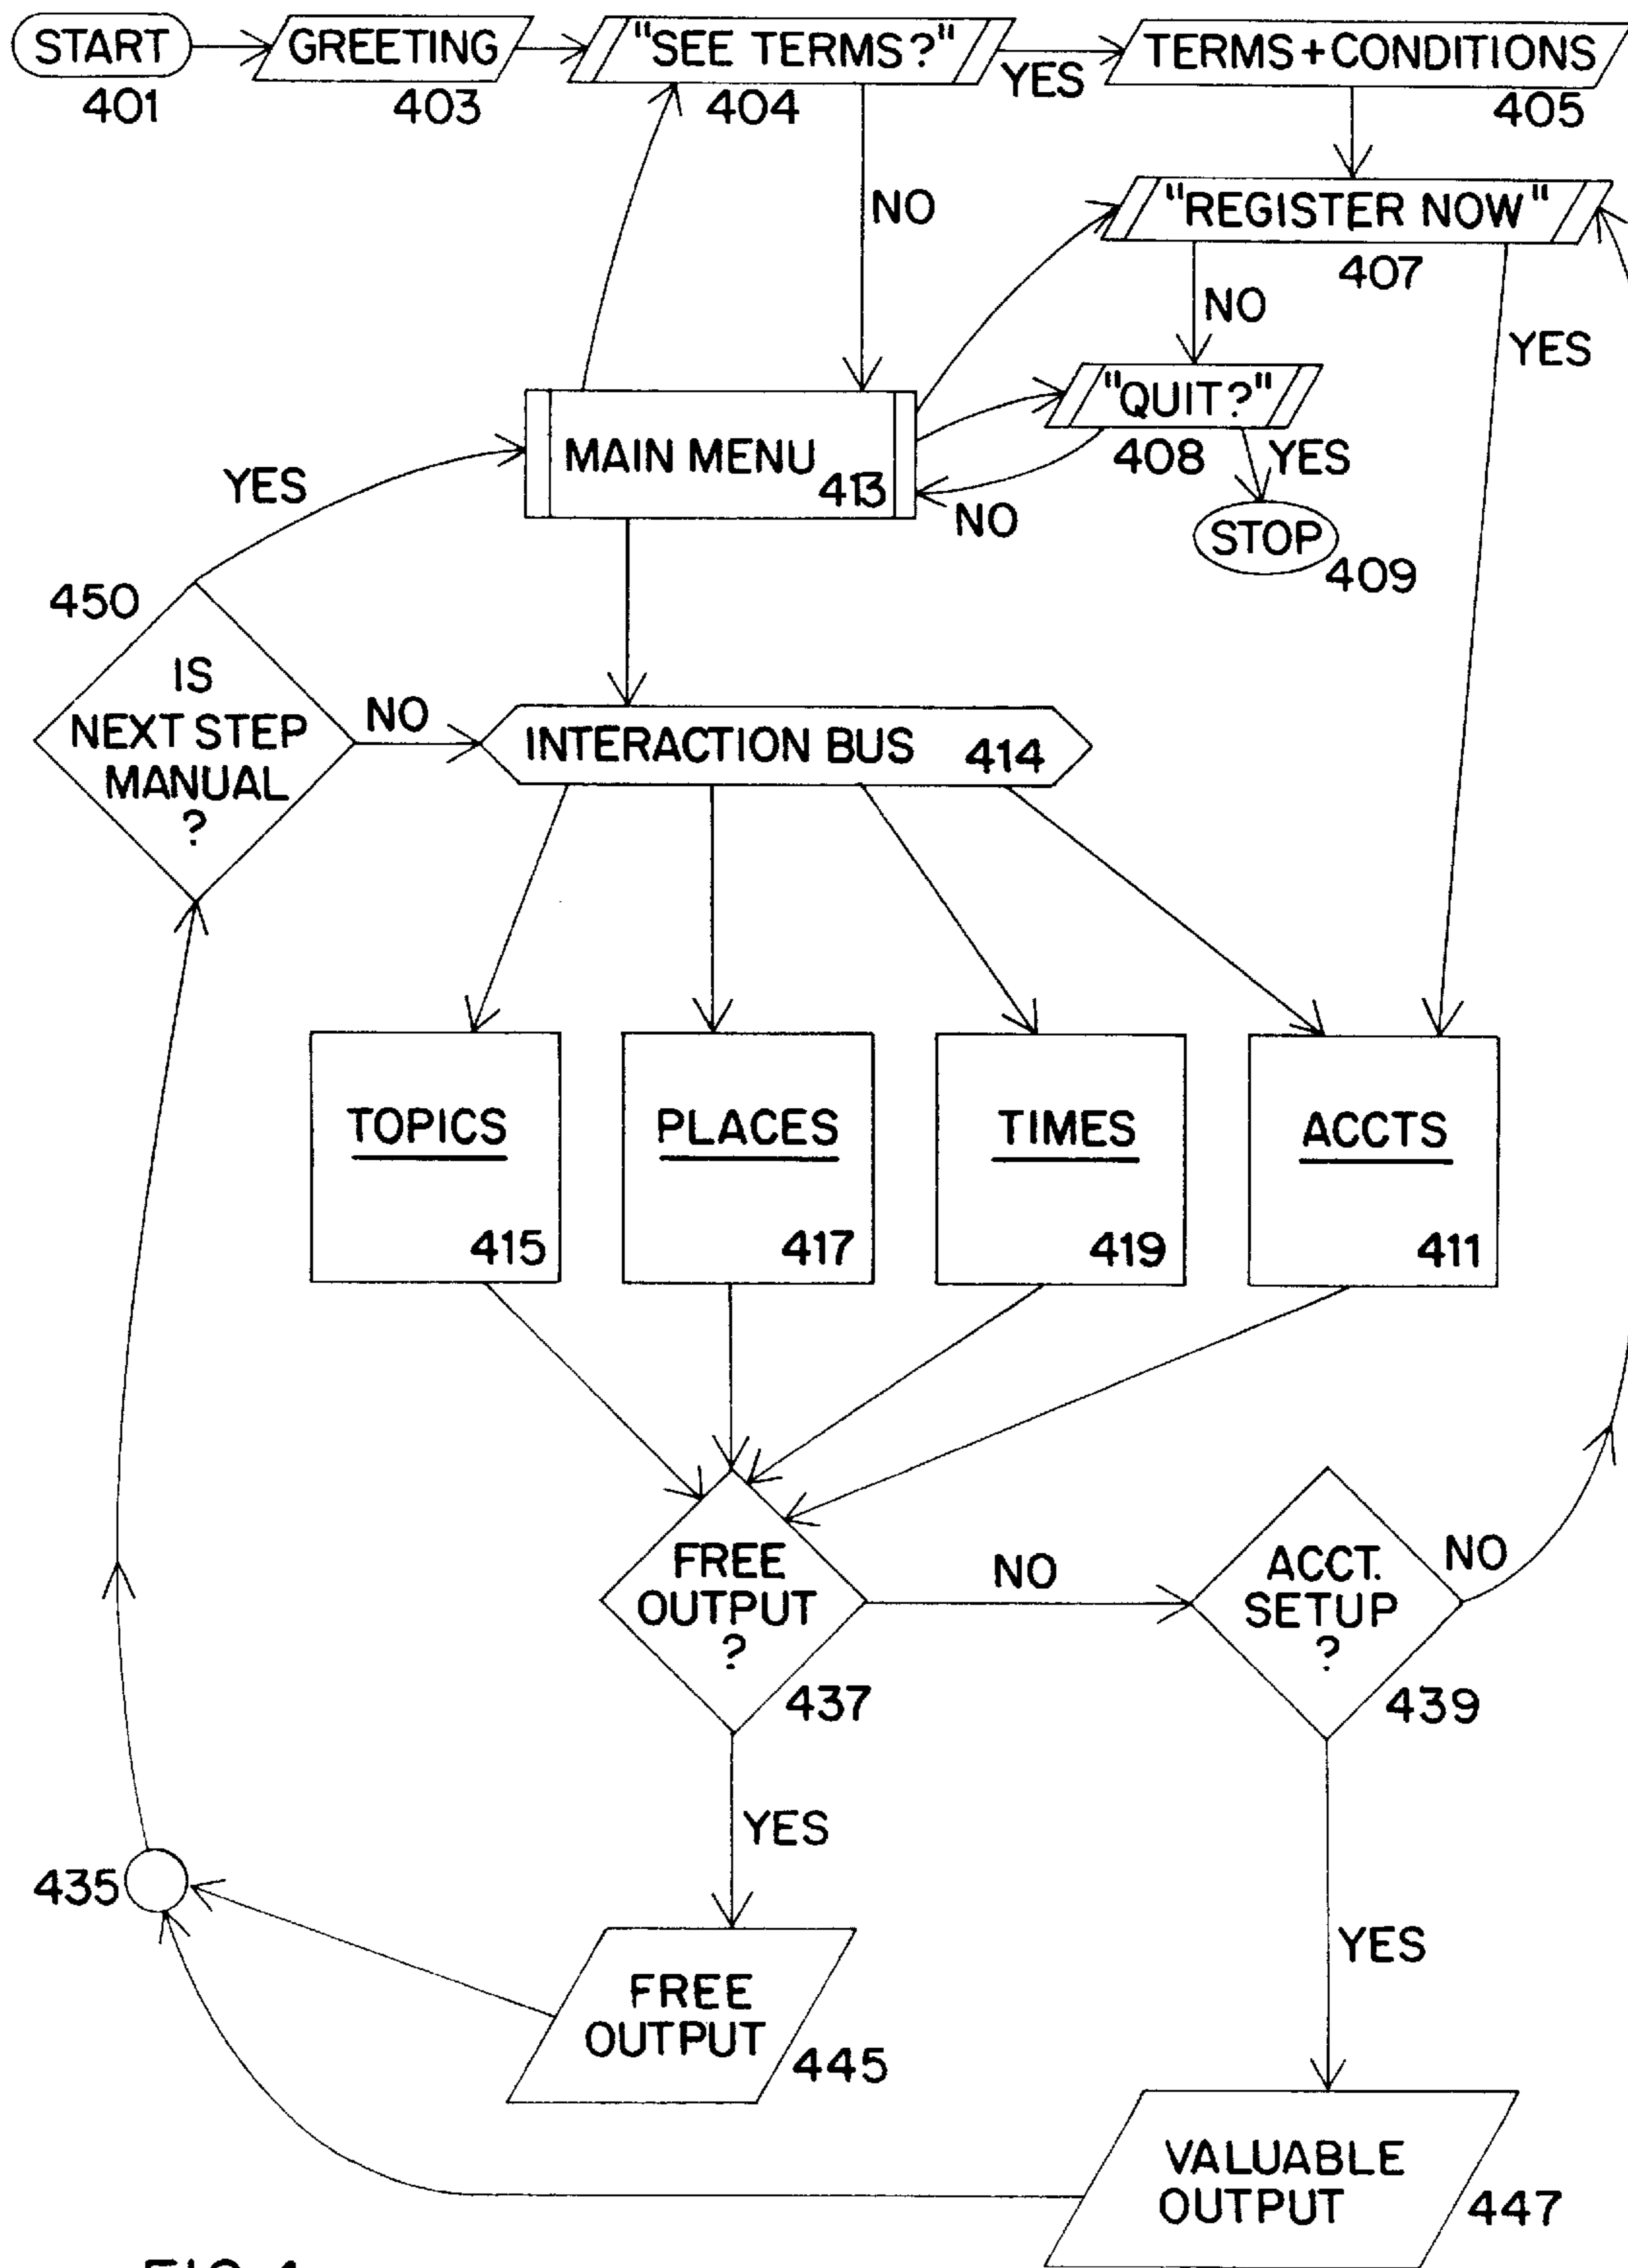 START
401
GREETING
403
"SEE TERMS?"
404
YES
TERMS+CONDITIONS
405
NO
"REGISTER NOW"
407
NO
YES
"QUIT?"
408
YES
NO
STOP
409
MAIN MENU
413
YES
450
IS
NEXT STEP
MANUAL
?
NO
INTERACTION BUS
414
TOPICS
415
PLACES
417
TIMES
419
ACCTS
411
FREE
OUTPUT
?
437
NO
ACCT.
SETUP
?
439
NO
YES
YES
435
FREE
OUTPUT
445
VALUABLE
OUTPUT
447